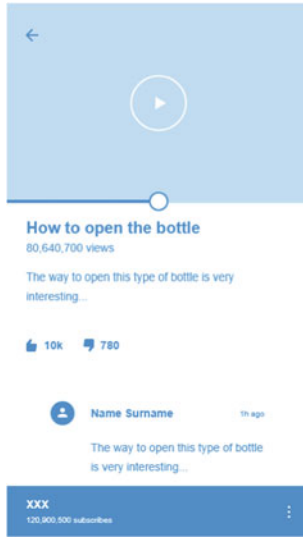 How to open the bottle
80,640,700 views
The way to open this type of bottle is very
interesting...
10k 780
Name Surname 1h ago
The way to open this type of bottle
is very interesting...
XXX
120,900,500 subscribes